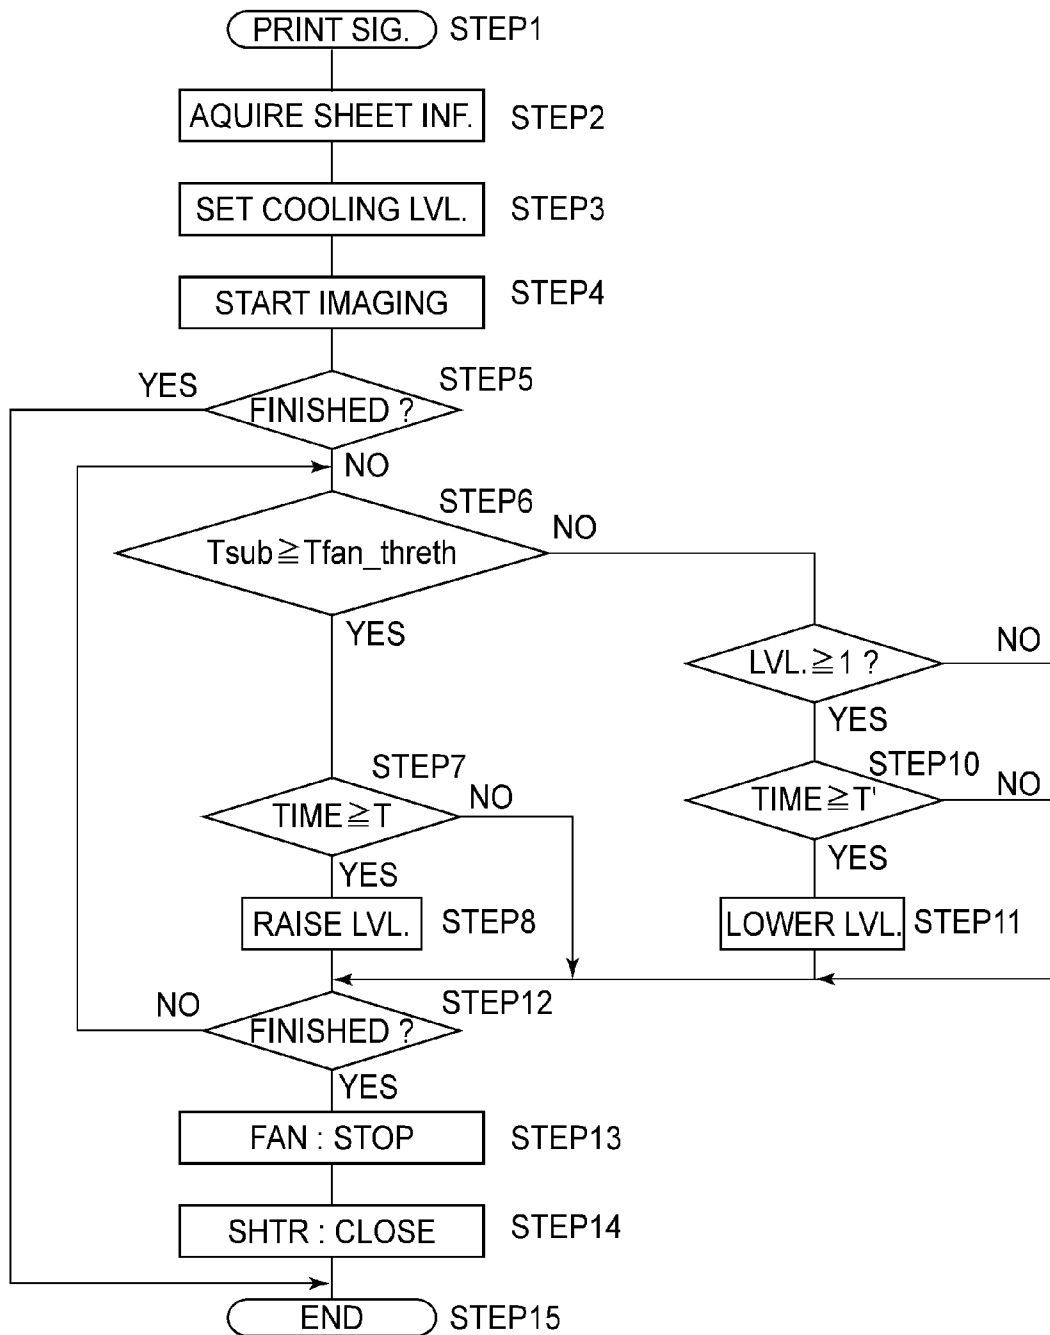 PRINT SIG. STEP1
AQUIRE SHEET INF. STEP2
SET COOLING LVL. STEP3
START IMAGING STEP4
YES STEP5
FINISHED ?
NO
STEP6
Tsub≧Tfan_threth NO
YES
LVL.≧1 ? NO
YES
STEP7 STEP10
TIME≧T NO TIME≧T' NO
YES YES
RAISE LVL. STEP8 LOWER LVL. STEP11
NO STEP12
FINISHED ?
YES
FAN : STOP STEP13
SHTR : CLOSE STEP14
END STEP15